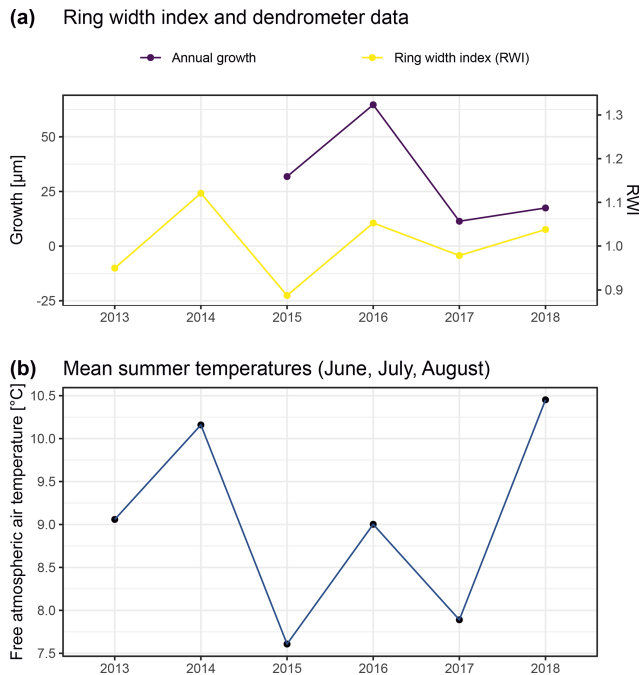 (a) Ring width index and dendrometer data
Annual growth Ring width index (RWI)
Growth [µm]
50
25
0
-25
1.3
1.2
1.1
1.0
0.9
RWI
2013 2014 2015 2016 2017 2018
(b) Mean summer temperatures (June, July, August)
Free atmospheric air temperature [°C]
10.5
10.0
9.5
9.0
8.5
8.0
7.5
2013 2014 2015 2016 2017 2018